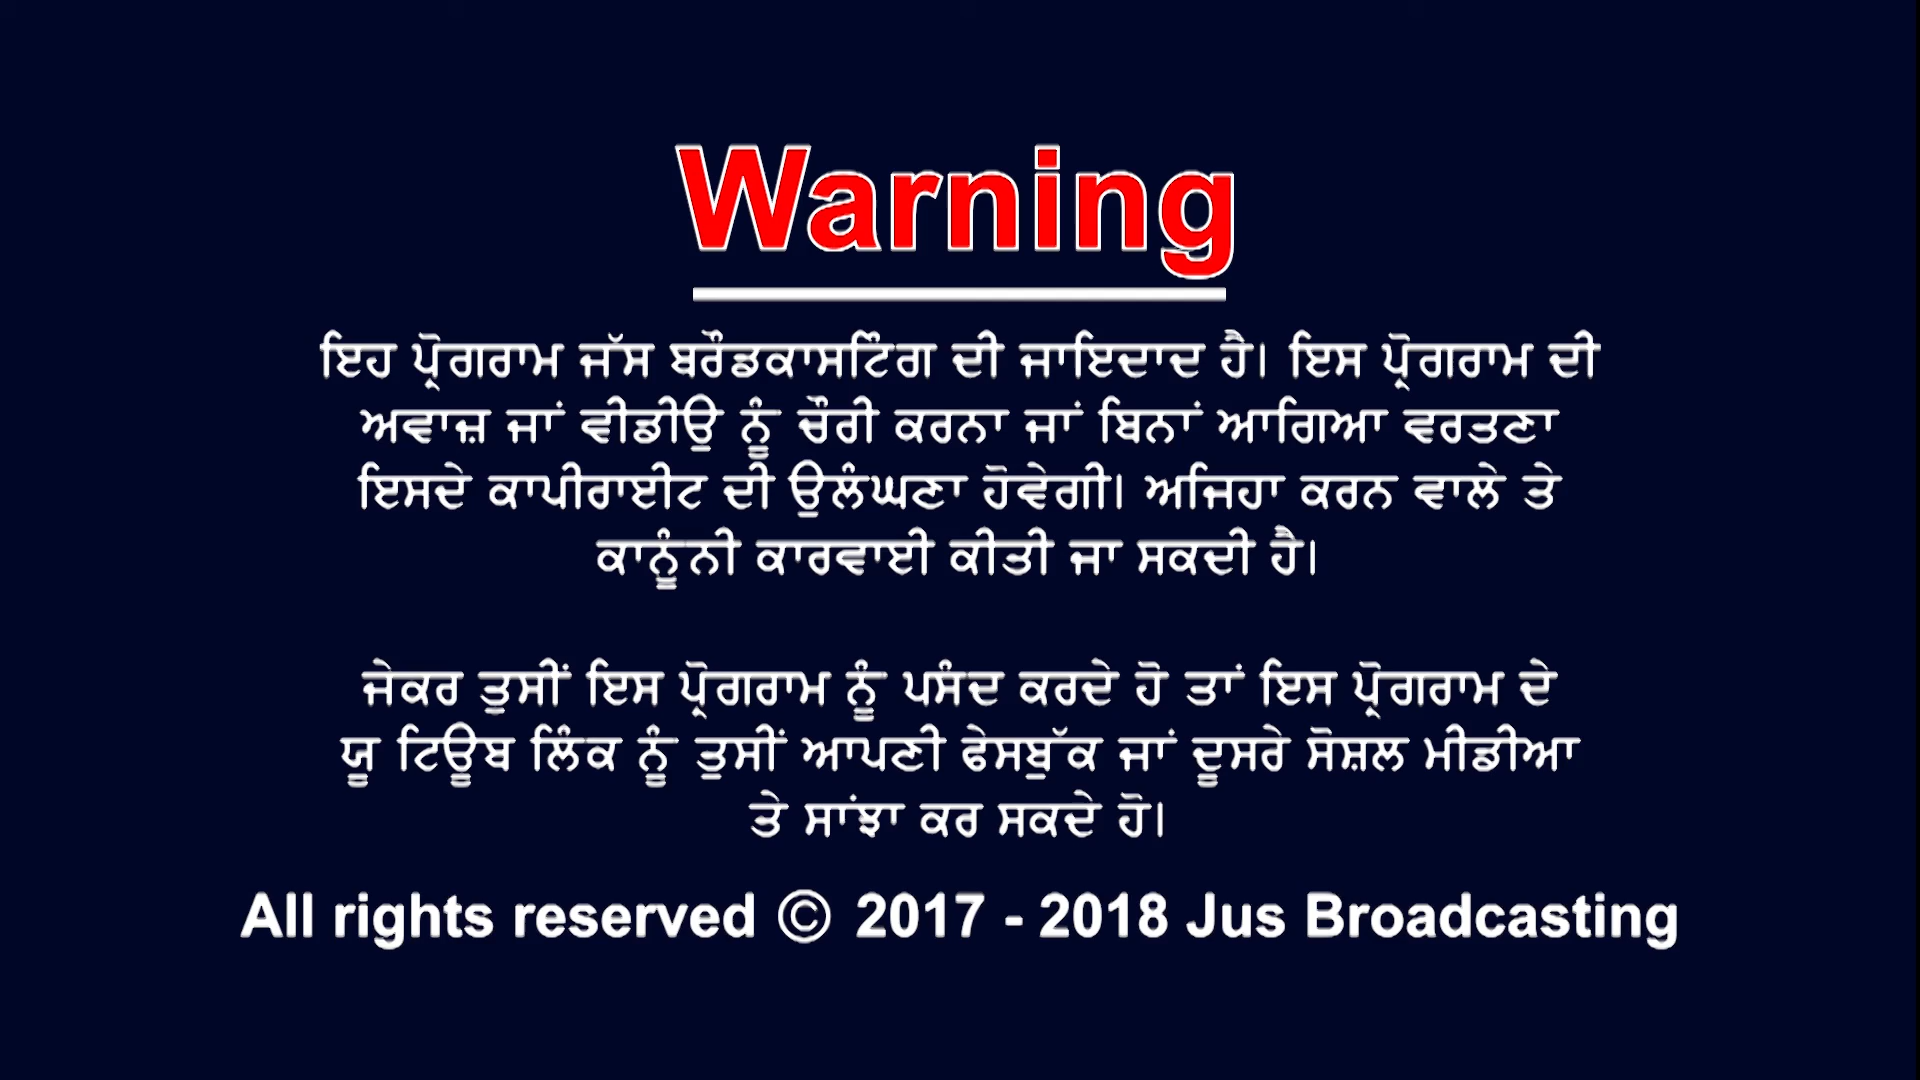 Warning
ਇਹ ਪ੍ਰੋਗਰਾਮ ਜੱਸ ਬਰੌਡਕਾਸਟਿੰਗ ਦੀ ਜਾਇਦਾਦ ਹੈ। ਇਸ ਪ੍ਰੋਗਰਾਮ ਦੀ
ਅਵਾਜ਼ ਜਾਂ ਵੀਡੀਉ ਨੂੰ ਚੌਰੀ ਕਰਨਾ ਜਾਂ ਬਿਨਾਂ ਆਗਿਆ ਵਰਤਣਾ
ਇਸਦੇ ਕਾਪੀਰਾਈਟ ਦੀ ਉਲੰਘਣਾ ਹੋਵੇਗੀ। ਅਜਿਹਾ ਕਰਨ ਵਾਲੇ ਤੇ
ਕਾਨੂੰਨੀ ਕਾਰਵਾਈ ਕੀਤੀ ਜਾ ਸਕਦੀ ਹੈ।
ਜੇਕਰ ਤੁਸੀਂ ਇਸ ਪ੍ਰੋਗਰਾਮ ਨੂੰ ਪਸੰਦ ਕਰਦੇ ਹੋ ਤਾਂ ਇਸ ਪ੍ਰੋਗਰਾਮ ਦੇ
ਯੂ ਟਿਊਬ ਲਿੰਕ ਨੂੰ ਤੁਸੀਂ ਆਪਣੀ ਫੇਸਬੁੱਕ ਜਾਂ ਦੂਸਰੇ ਸੋਸ਼ਲ ਮੀਡੀਆ
ਤੇ ਸਾਂਝਾ ਕਰ ਸਕਦੇ ਹੋ।
All rights reserved © 2017 - 2018 Jus Broadcasting